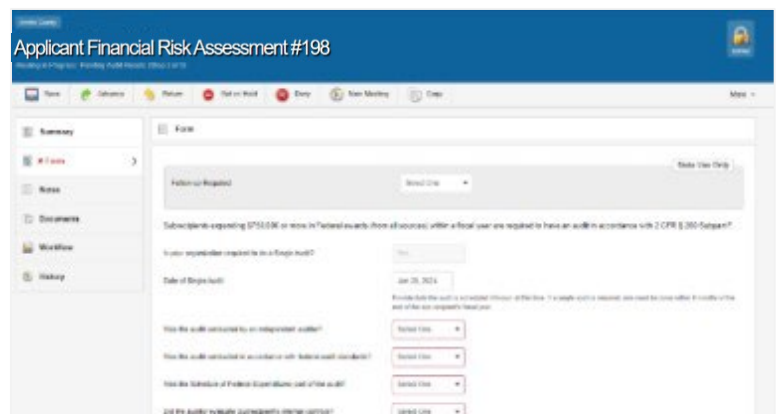 Applicant Financial Risk Assessment #198
Save
Advance
Return
Put on Hold
Deny
View Meeting
Copy
More
Summary
Form
Form
Notes
Documents
Workflow
History
State Use Only
Follow-up Required
Select One
Subrecipients expending $750,000 or more in Federal awards (from all sources) within a fiscal year are required to have an audit in accordance with 2 CFR § 200 Subpart F.
Is your organization required to do a Single Audit?
Yes
Date of Single Audit
Jun 28, 2024
Was the audit conducted by an independent auditor?
Select One
Was the audit conducted in accordance with federal audit standards?
Select One
Was the Schedule of Federal Expenditures part of the audit?
Select One
Did the auditor evaluate subrecipient's internal controls?
Select One